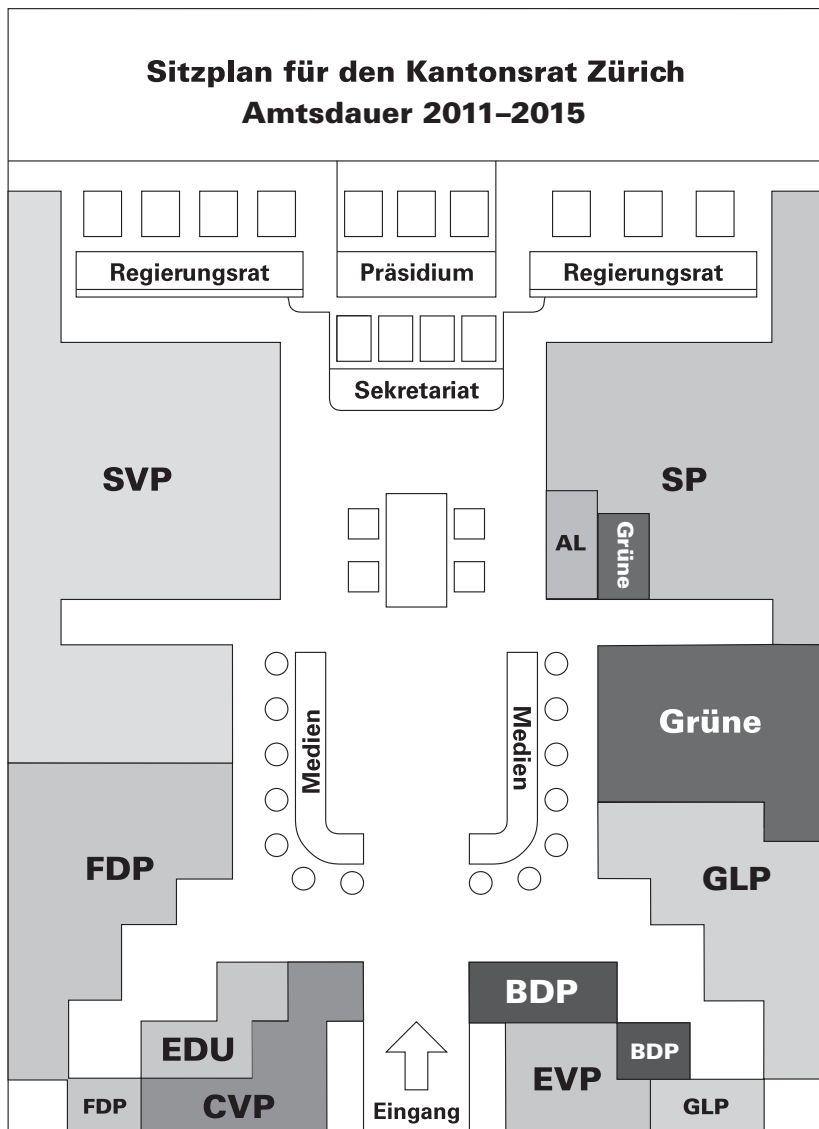 Sitzplan für den Kantonsrat Zürich
Amtsdauer 2011–2015
Regierungsrat
Präsidium
Regierungsrat
Sekretariat
SVP
SP
AL
Grüne
Medien
Medien
Grüne
FDP
GLP
BDP
EDU
BDP
EVP
FDP
CVP
Eingang
GLP